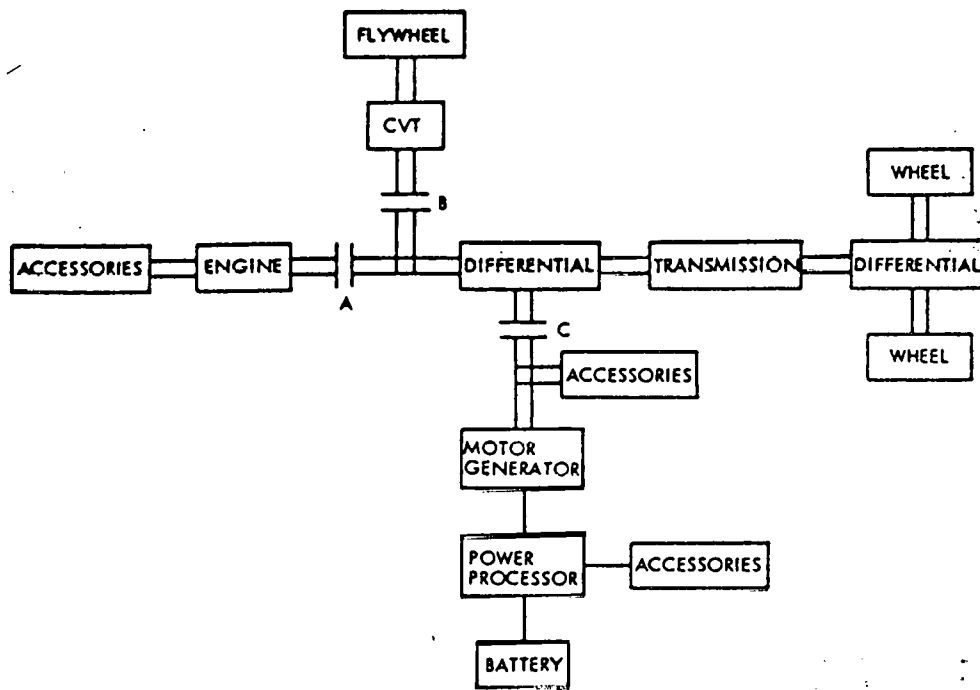 FLYWHEEL
CVT
B
WHEEL
ACCESSORIES
ENGINE
A
DIFFERENTIAL
TRANSMISSION
DIFFERENTIAL
C
WHEEL
ACCESSORIES
MOTOR
GENERATOR
POWER
PROCESSOR
ACCESSORIES
BATTERY